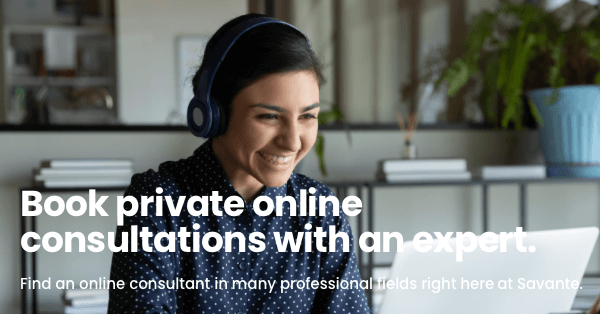 Book private online
consultations with an expert.
Find an online consultant in many professional fields right here at Savante.